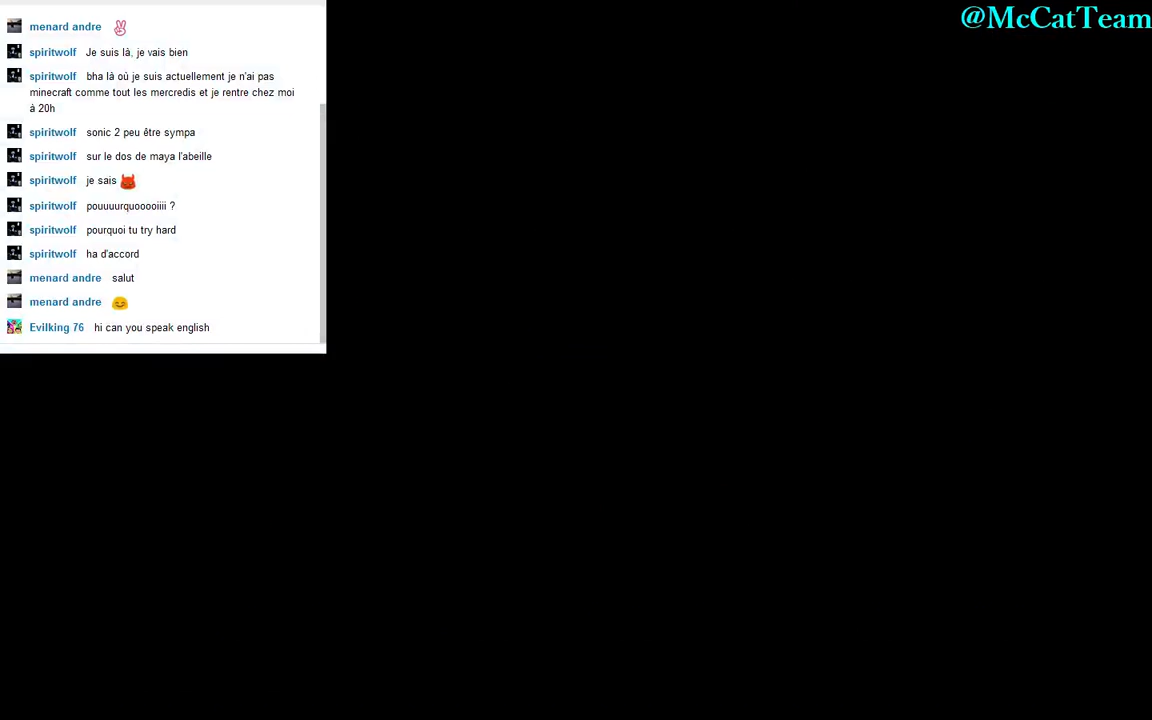 @McCatTeam
menard andre ✌
spiritwolf Je suis là, je vais bien
spiritwolf bha là où je suis actuellement je n'ai pas
minecraft comme tout les mercredis et je rentre chez moi
à 20h
spiritwolf sonic 2 peu être sympa
spiritwolf sur le dos de maya l'abeille
spiritwolf je sais
spiritwolf pouuuurquooooiiii ?
spiritwolf pourquoi tu try hard
spiritwolf ha d'accord
menard andre salut
menard andre 😊
Evilking 76 hi can you speak english